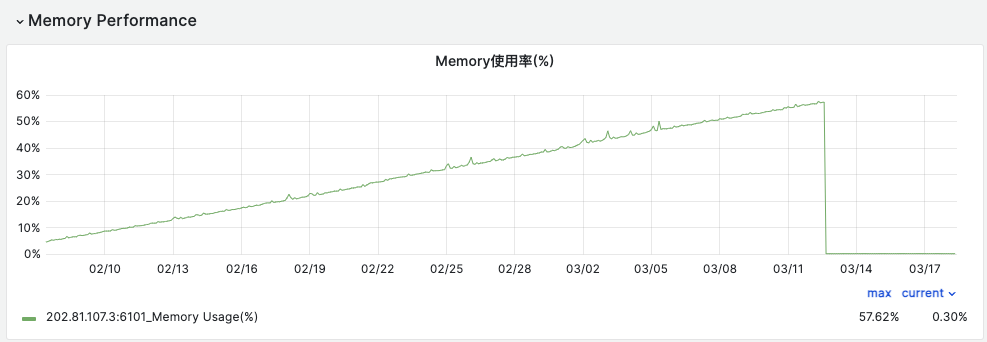 Memory Performance
Memory使用率(%)
60%
50%
40%
30%
20%
10%
0%
02/10 02/13 02/16 02/19 02/22 02/25 02/28 03/02 03/05 03/08 03/11 03/14 03/17
max current
202.81.107.3:6101_Memory Usage(%) 57.62% 0.30%